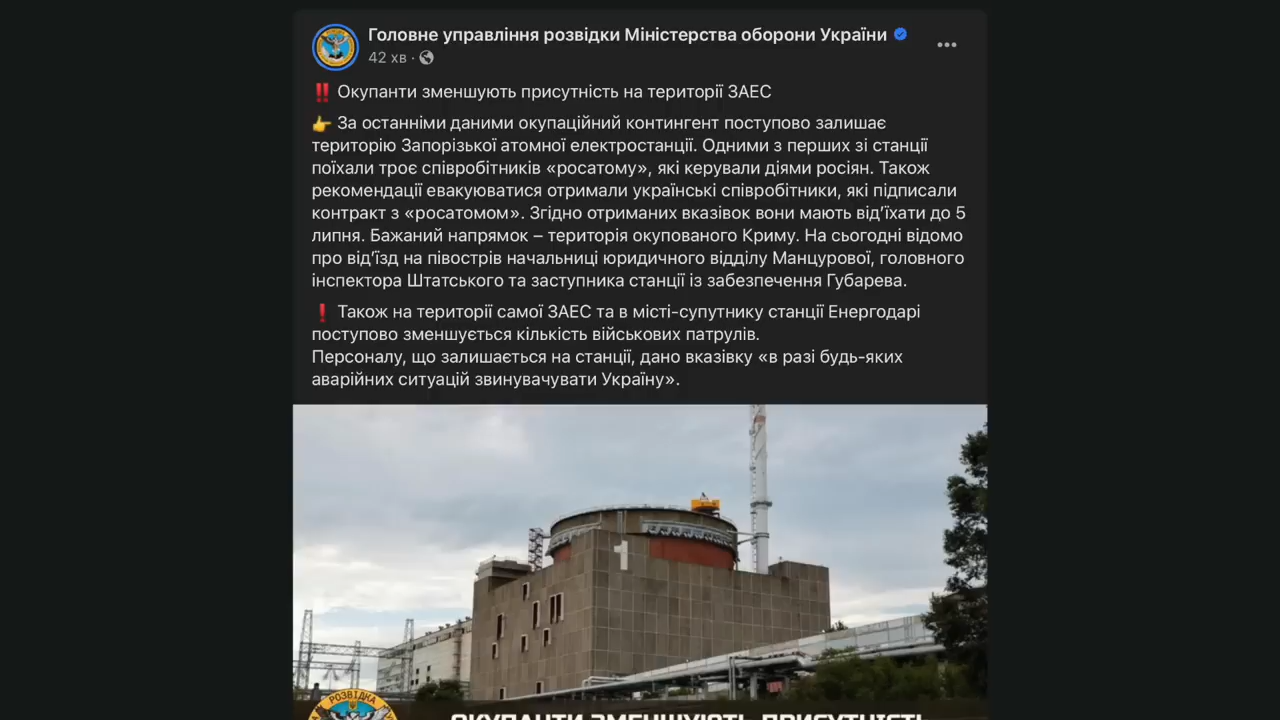 Головне управління розвідки Міністерства оборони України
42 хв ·
‼️ Окупанти зменшують присутність на території ЗАЕС
👉 За останніми даними окупаційний контингент поступово залишає
територію Запорізької атомної електростанції. Одними з перших зі станції
поїхали троє співробітників «росатому», які керували діями росіян. Також
рекомендації евакуюватися отримали українські співробітники, які підписали
контракт з «росатомом». Згідно отриманих вказівок вони мають від’їхати до 5
липня. Бажаний напрямок – територія окупованого Криму. На сьогодні відомо
про від’їзд на півострів начальниці юридичного відділу Манцурової, головного
інспектора Штатського та заступника станції із забезпечення Губарева.
❗ Також на території самої ЗАЕС та в місті-супутнику станції Енергодарі
поступово зменшується кількість військових патрулів.
Персоналу, що залишається на станції, дано вказівку «в разі будь-яких
аварійних ситуацій звинувачувати Україну».
1
РОЗВІДКА
ОКУПАНТИ ЗМЕНШУЮТЬ ПРИСУТНІСТЬ